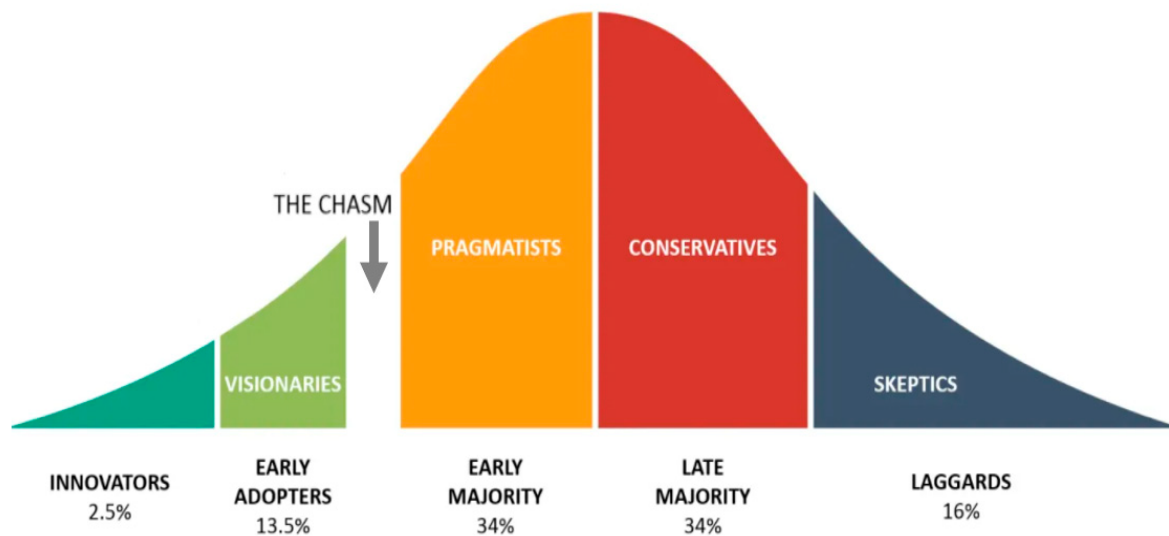 THE CHASM
PRAGMATISTS
CONSERVATIVES
VISIONARIES
SKEPTICS
INNOVATORS
2.5%
EARLY
ADOPTERS
13.5%
EARLY
MAJORITY
34%
LATE
MAJORITY
34%
LAGGARDS
16%